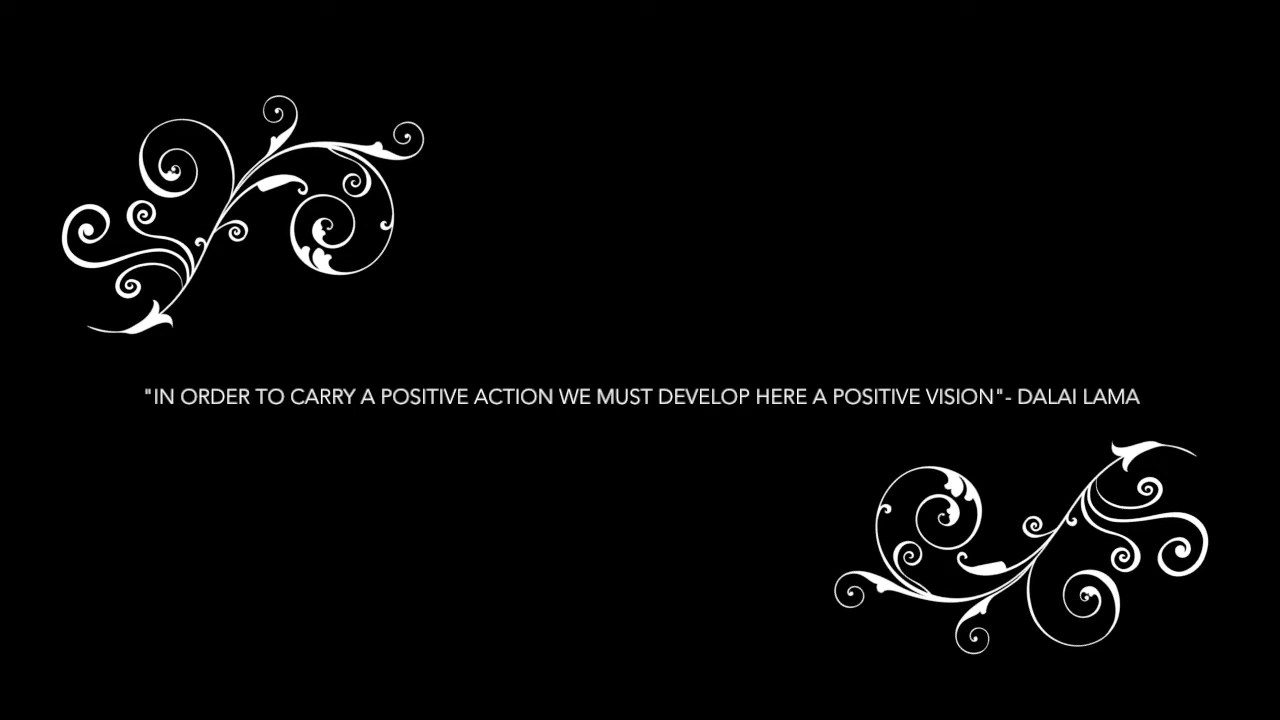 "IN ORDER TO CARRY A POSITIVE ACTION WE MUST DEVELOP HERE A POSITIVE VISION"- DALAI LAMA